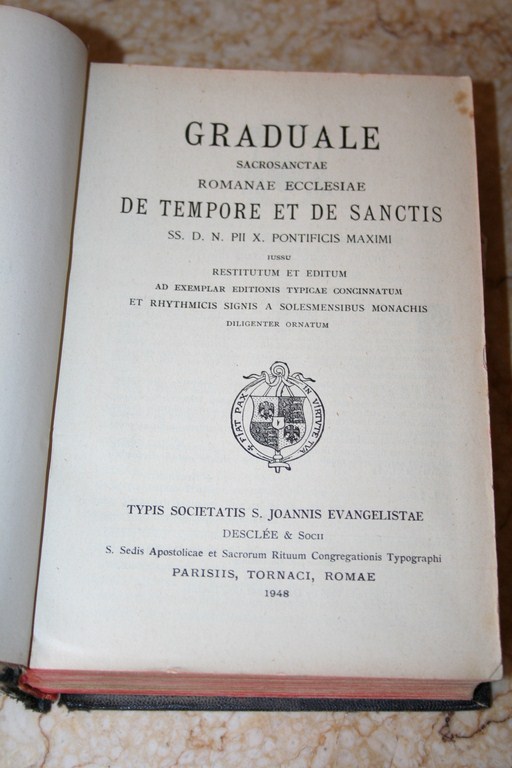 GRADUALE
SACROSANCTAE
ROMANAE ECCLESIAE
DE TEMPORE ET DE SANCTIS
SS. D. N. PII X. PONTIFICIS MAXIMI
IUSSU
RESTITUTUM ET EDITUM
AD EXEMPLAR EDITIONIS TYPICAE CONCINNATUM
ET RHYTHMICIS SIGNIS A SOLESMENSIBUS MONACHIS
DILIGENTER ORNATUM
FIAT PAX IN VIRTVTE TVA
TYPIS SOCIETATIS S. JOANNIS EVANGELISTAE
DESCLÉE & SOCII
S. Sedis Apostolicae et Sacrorum Rituum Congregationis Typographi
PARISIIS, TORNACI, ROMAE
1948